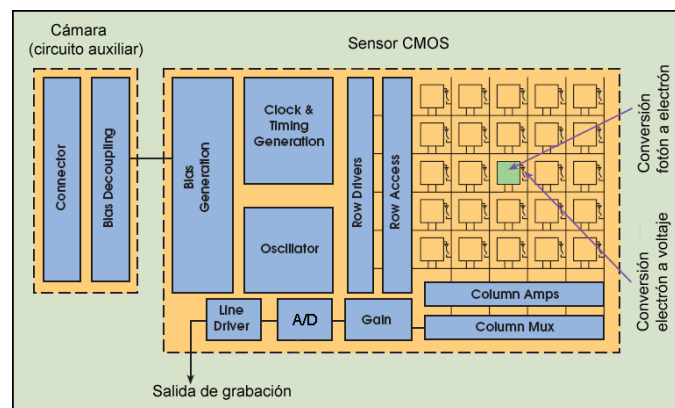 Cámara
(circuito auxiliar)
Sensor CMOS
Connector
Bias Decoupling
Bias
Generation
Clock &
Timing Generation
Oscillator
Row Drivers
Row Access
Conversión
fotón a electrón
Conversión
electrón a voltaje
Column Amps
Column Mux
Line
Driver
A/D
Gain
Salida de grabación